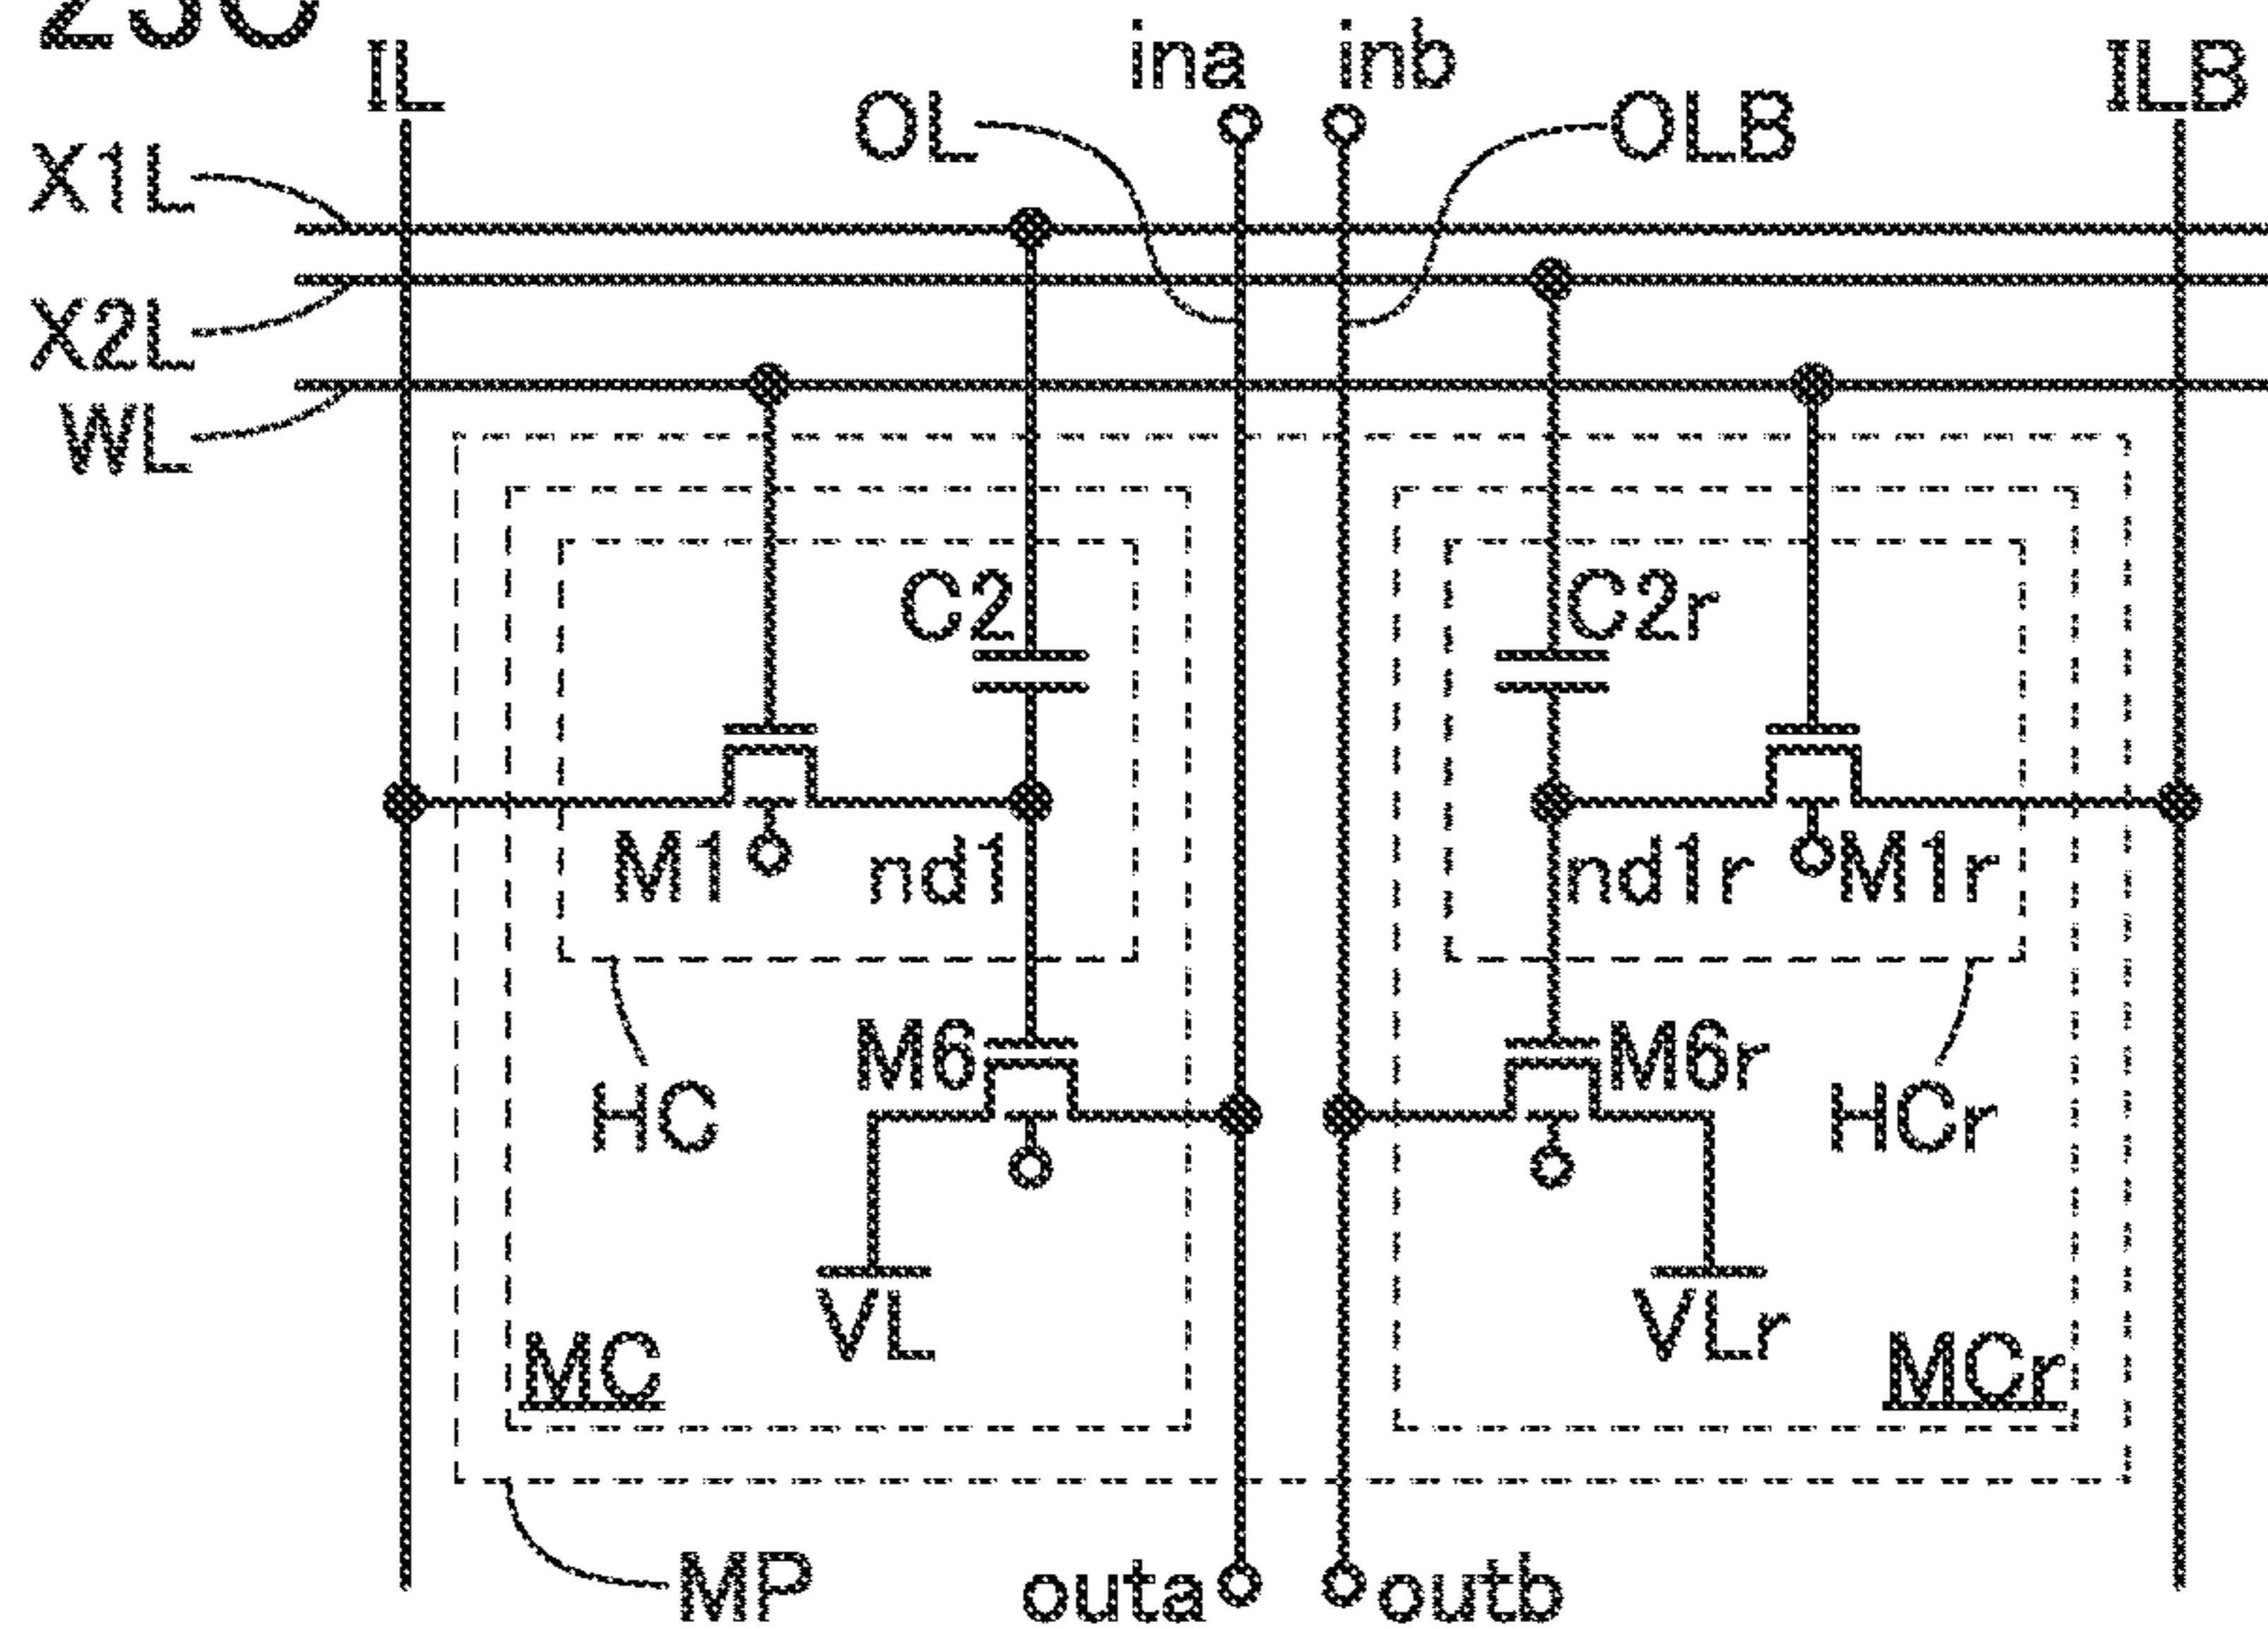 23C
IL
ina
inb
ILB
OL
OLB
X1L
X2L
WL
C2
C2r
M1
nd1
nd1r
M1r
M6
M6r
HC
HCr
VL
VLr
MC
MCr
MP
outa
outb